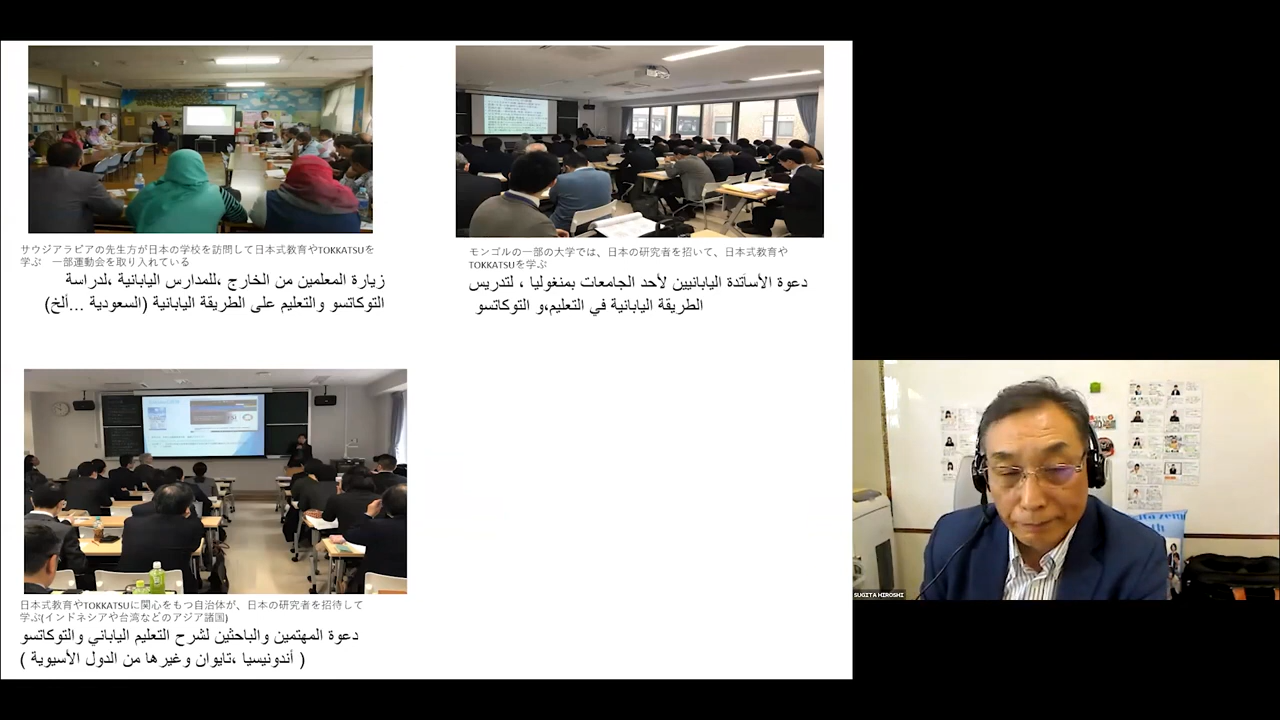 サウジアラビアの先生方が日本の学校を訪問して日本式教育やTOKKATSUを
学ぶ 一部運動会を取り入れている
زيارة المعلمين من الخارج ،للمدارس اليابانية ،لدراسة
التوكاتسو والتعليم على الطريقة اليابانية (السعودية ...ألخ)
モンゴルの一部の大学では、日本の研究者を招いて、日本式教育や
TOKKATSUを学ぶ
دعوة الأساتدة اليابانيين لأحد الجامعات بمنغوليا ، لتدريس
الطريقة اليابانية في التعليم،و التوكاتسو
日本式教育やTOKKATSUに関心をもつ自治体が、日本の研究者を招待して
学ぶ(インドネシアや台湾などのアジア諸国)
دعوة المهتمين والباحثين لشرح التعليم الياباني والتوكاتسو
( أندونيسيا ،تايوان وغيرها من الدول الأسيوية )
SUGITA HIROSHI